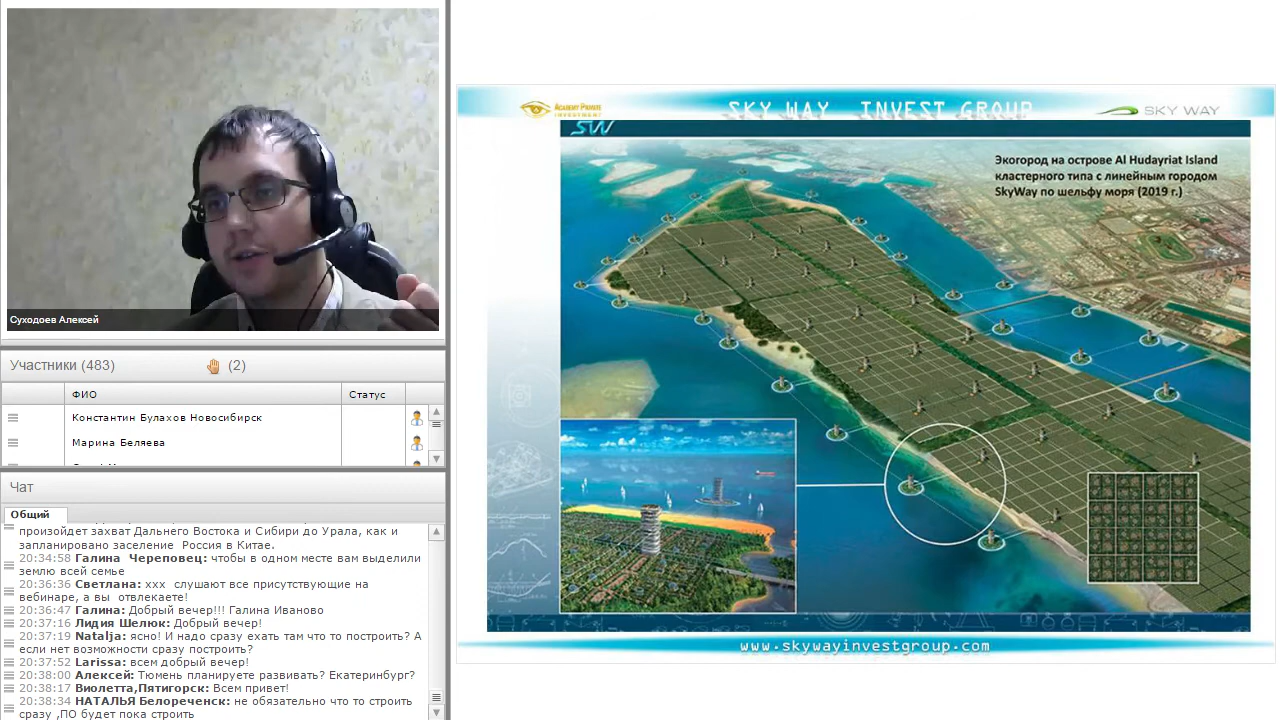 Суходоев Алексей
Участники (483)
(2)
ФИО
Статус
Константин Булахов Новосибирск
Марина Беляева
Чат
Общий
произойдет захват Дальнего Востока и Сибири до Урала, как и
запланировано заселение Россия в Китае.
20:34:58 Галина Череповец: чтобы в одном месте вам выделили
землю всей семье
20:36:36 Светлана: ххх слушают все присутствующие на
вебинаре, а вы отвлекаете!
20:36:47 Галина: Добрый вечер!!! Галина Иваново
20:37:16 Лидия Шелюк: Добрый вечер!
20:37:19 Natalja: ясно! И надо сразу ехать там что то построить? А
если нет возможности сразу построить?
20:37:52 Larissa: всем добрый вечер!
20:38:00 Алексей: Тюмень планируете развивать? Екатеринбург?
20:38:17 Виолетта,Пятигорск: Всем привет!
20:38:34 НАТАЛЬЯ Белореченск: не обязательно что то строить
сразу ,ПО будет пока строить
ACADEMY PRIVATE
INVESTMENT
SKY WAY INVEST GROUP
SKY WAY
SW
Экогород на острове Al Hudayriat Island
кластерного типа с линейным городом
SkyWay по шельфу моря (2019 г.)
www.skywayinvestgroup.com